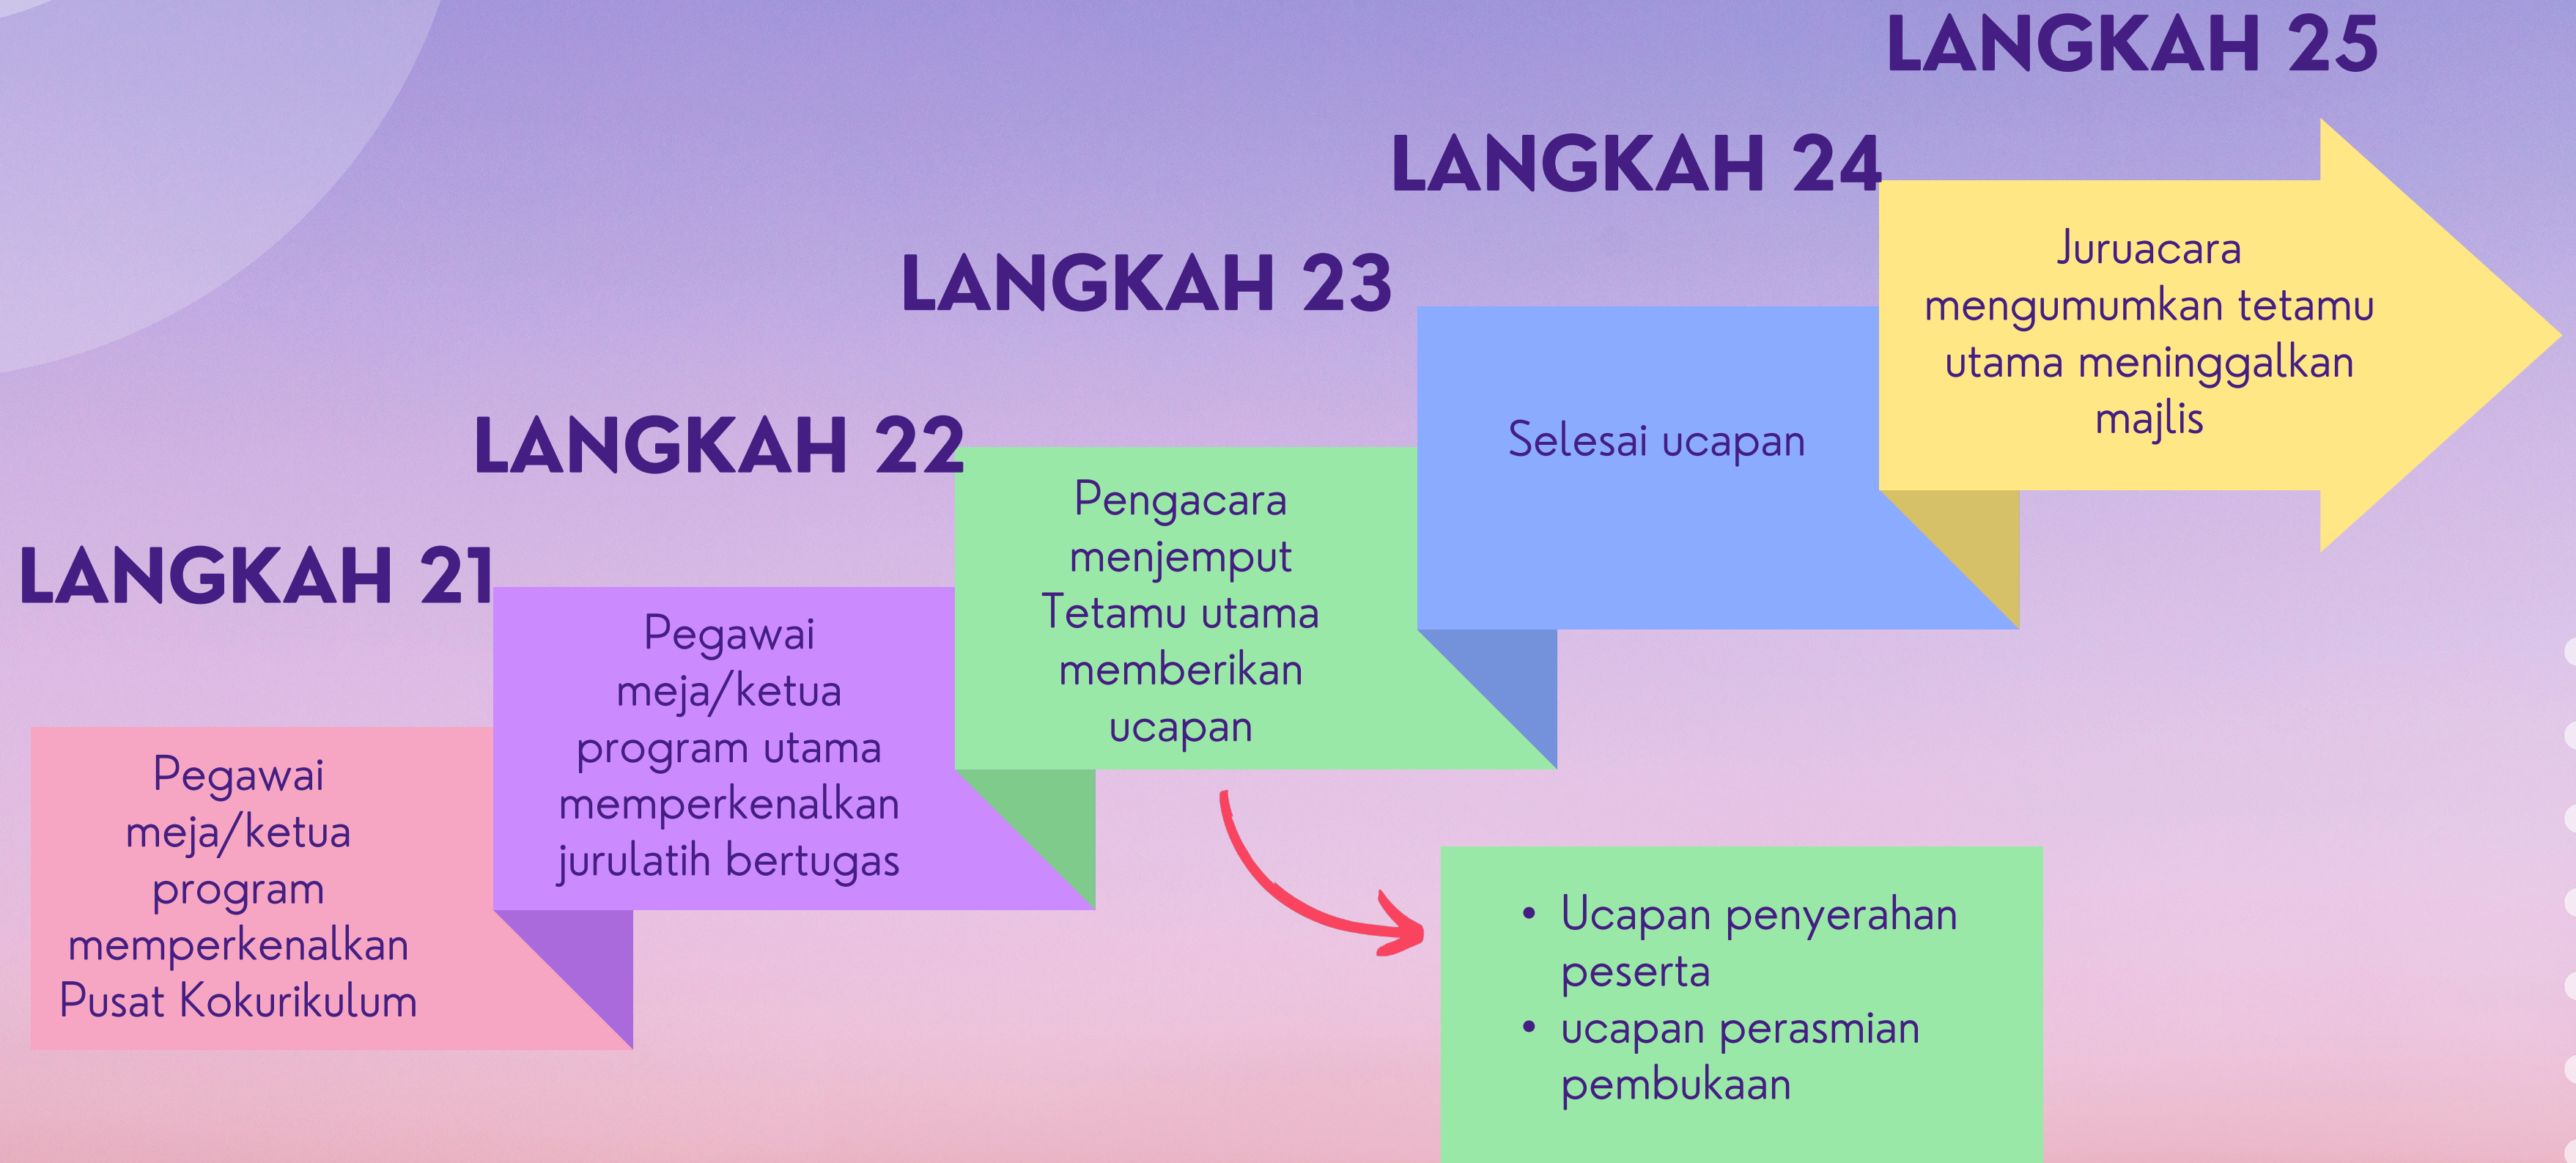 LANGKAH 21
Pegawai
meja/ketua
program
memperkenalkan
Pusat Kokurikulum
LANGKAH 22
Pegawai
meja/ketua
program utama
memperkenalkan
jurulatih bertugas
LANGKAH 23
Pengacara
menjemput
Tetamu utama
memberikan
ucapan
• Ucapan penyerahan
peserta
• ucapan perasmian
pembukaan
LANGKAH 24
Selesai ucapan
LANGKAH 25
Juruacara
mengumumkan tetamu
utama meninggalkan
majlis